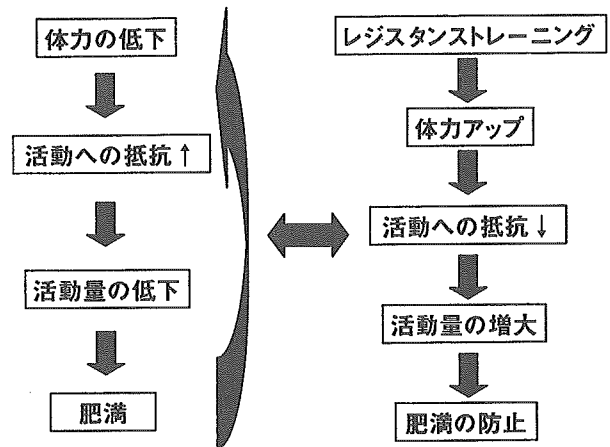 体力の低下
活動への抵抗↑
活動量の低下
肥満
レジスタンストレーニング
体力アップ
活動への抵抗↓
活動量の増大
肥満の防止